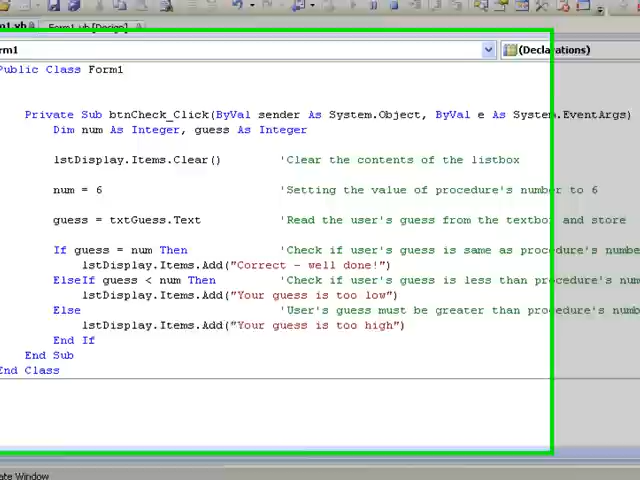 n1.vb Form1.vb [Design]
rm1 (Declarations)
Public Class Form1
Private Sub btnCheck_Click(ByVal sender As System.Object, ByVal e As System.EventArgs)
Dim num As Integer, guess As Integer
lstDisplay.Items.Clear() 'Clear the contents of the listbox
num = 6 'Setting the value of procedure's number to 6
guess = txtGuess.Text 'Read the user's guess from the textbox and store
If guess = num Then 'Check if user's guess is same as procedure's numbe
lstDisplay.Items.Add("Correct - well done!")
ElseIf guess < num Then 'Check if user's guess is less than procedure's num
lstDisplay.Items.Add("Your guess is too low")
Else 'User's guess must be greater than procedure's numb
lstDisplay.Items.Add("Your guess is too high")
End If
End Sub
End Class
ate Window